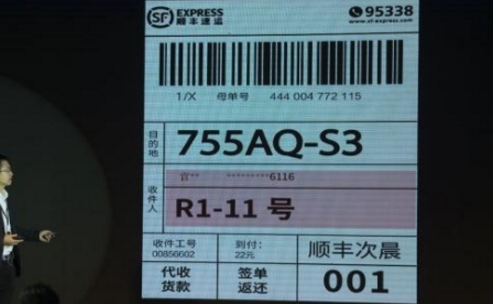 SF EXPRESS
顺丰速运
95338
www.sf-express.com
1/X 母单号 444 004 772 115
目的地
755AQ-S3
收件人
官** *********6116
R1-11 号
收件工号
00856602
到付：
22元
顺丰次晨
代收
货款
签单
返还
001